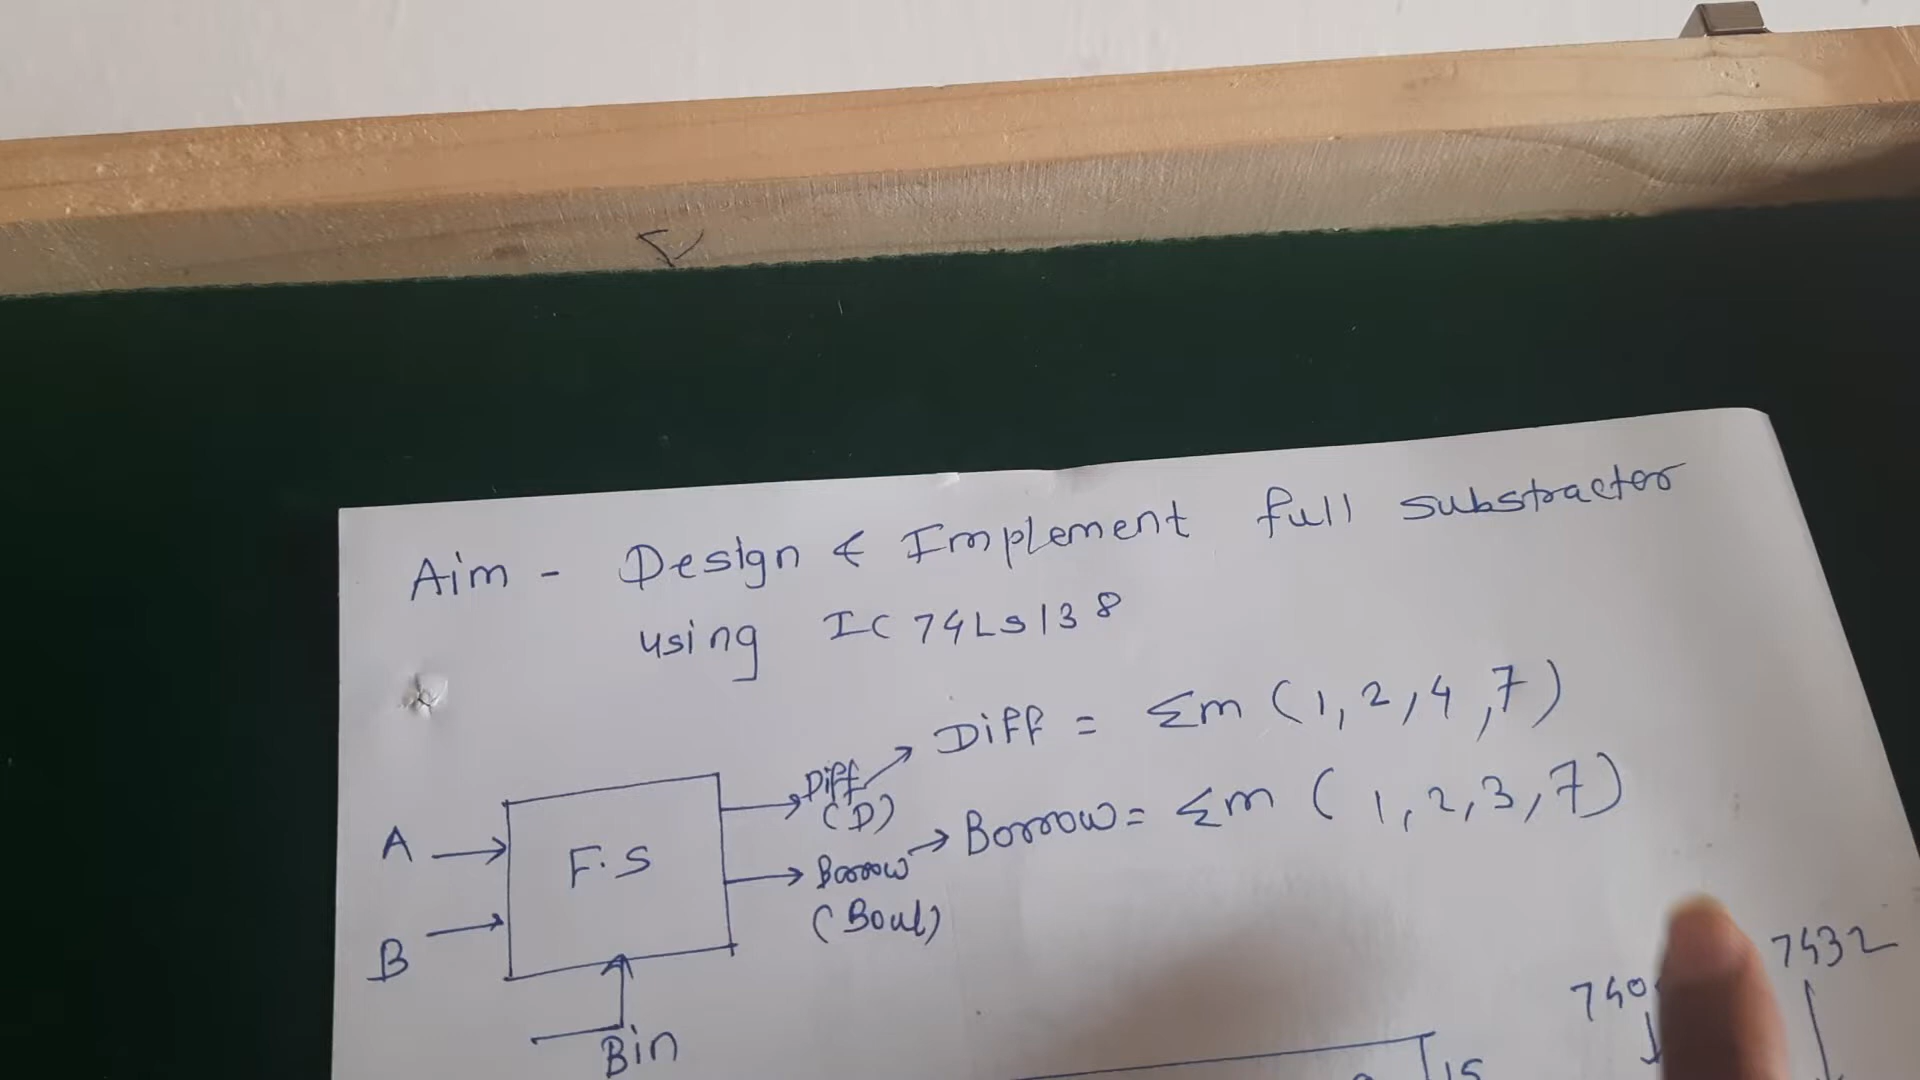 Aim - Design & Implement full substractor
using IC 74LS138
Diff = Σm (1,2,4,7)
Diff
(D)
Borrow = Σm (1,2,3,7)
A
F.S
Borrow
(Bout)
B
Bin
7432
740
15